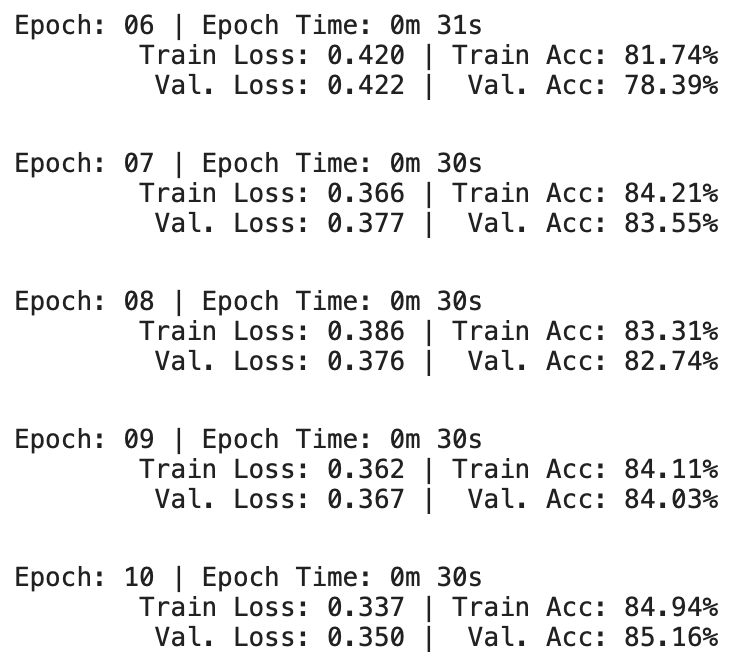 Epoch: 06 | Epoch Time: 0m 31s
Train Loss: 0.420 | Train Acc: 81.74%
Val. Loss: 0.422 | Val. Acc: 78.39%
Epoch: 07 | Epoch Time: 0m 30s
Train Loss: 0.366 | Train Acc: 84.21%
Val. Loss: 0.377 | Val. Acc: 83.55%
Epoch: 08 | Epoch Time: 0m 30s
Train Loss: 0.386 | Train Acc: 83.31%
Val. Loss: 0.376 | Val. Acc: 82.74%
Epoch: 09 | Epoch Time: 0m 30s
Train Loss: 0.362 | Train Acc: 84.11%
Val. Loss: 0.367 | Val. Acc: 84.03%
Epoch: 10 | Epoch Time: 0m 30s
Train Loss: 0.337 | Train Acc: 84.94%
Val. Loss: 0.350 | Val. Acc: 85.16%